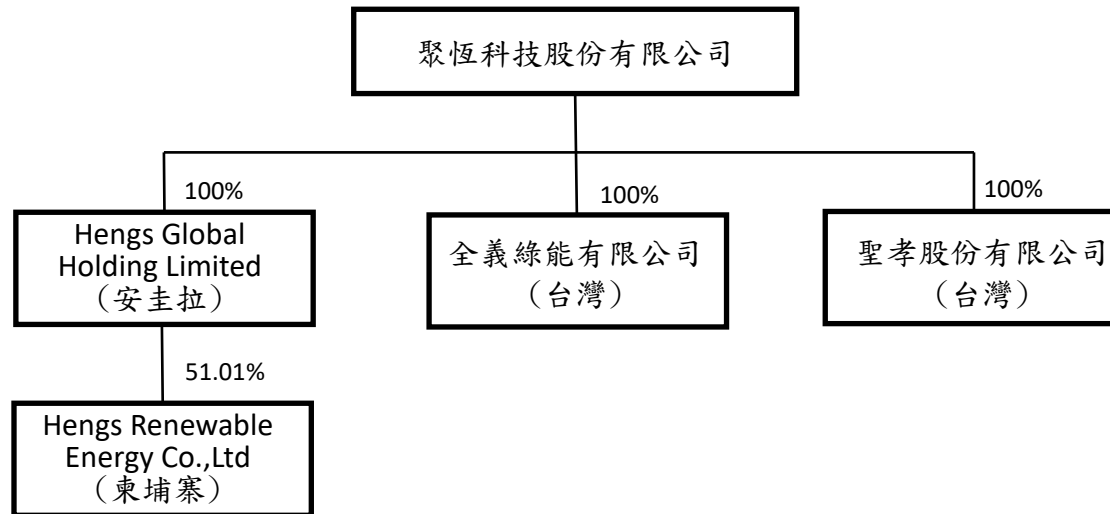 聚恆科技股份有限公司
100%
100%
100%
Hengs Global
Holding Limited
（安圭拉）
全義綠能有限公司
（台灣）
聖孝股份有限公司
（台灣）
51.01%
Hengs Renewable
Energy Co.,Ltd
（柬埔寨）